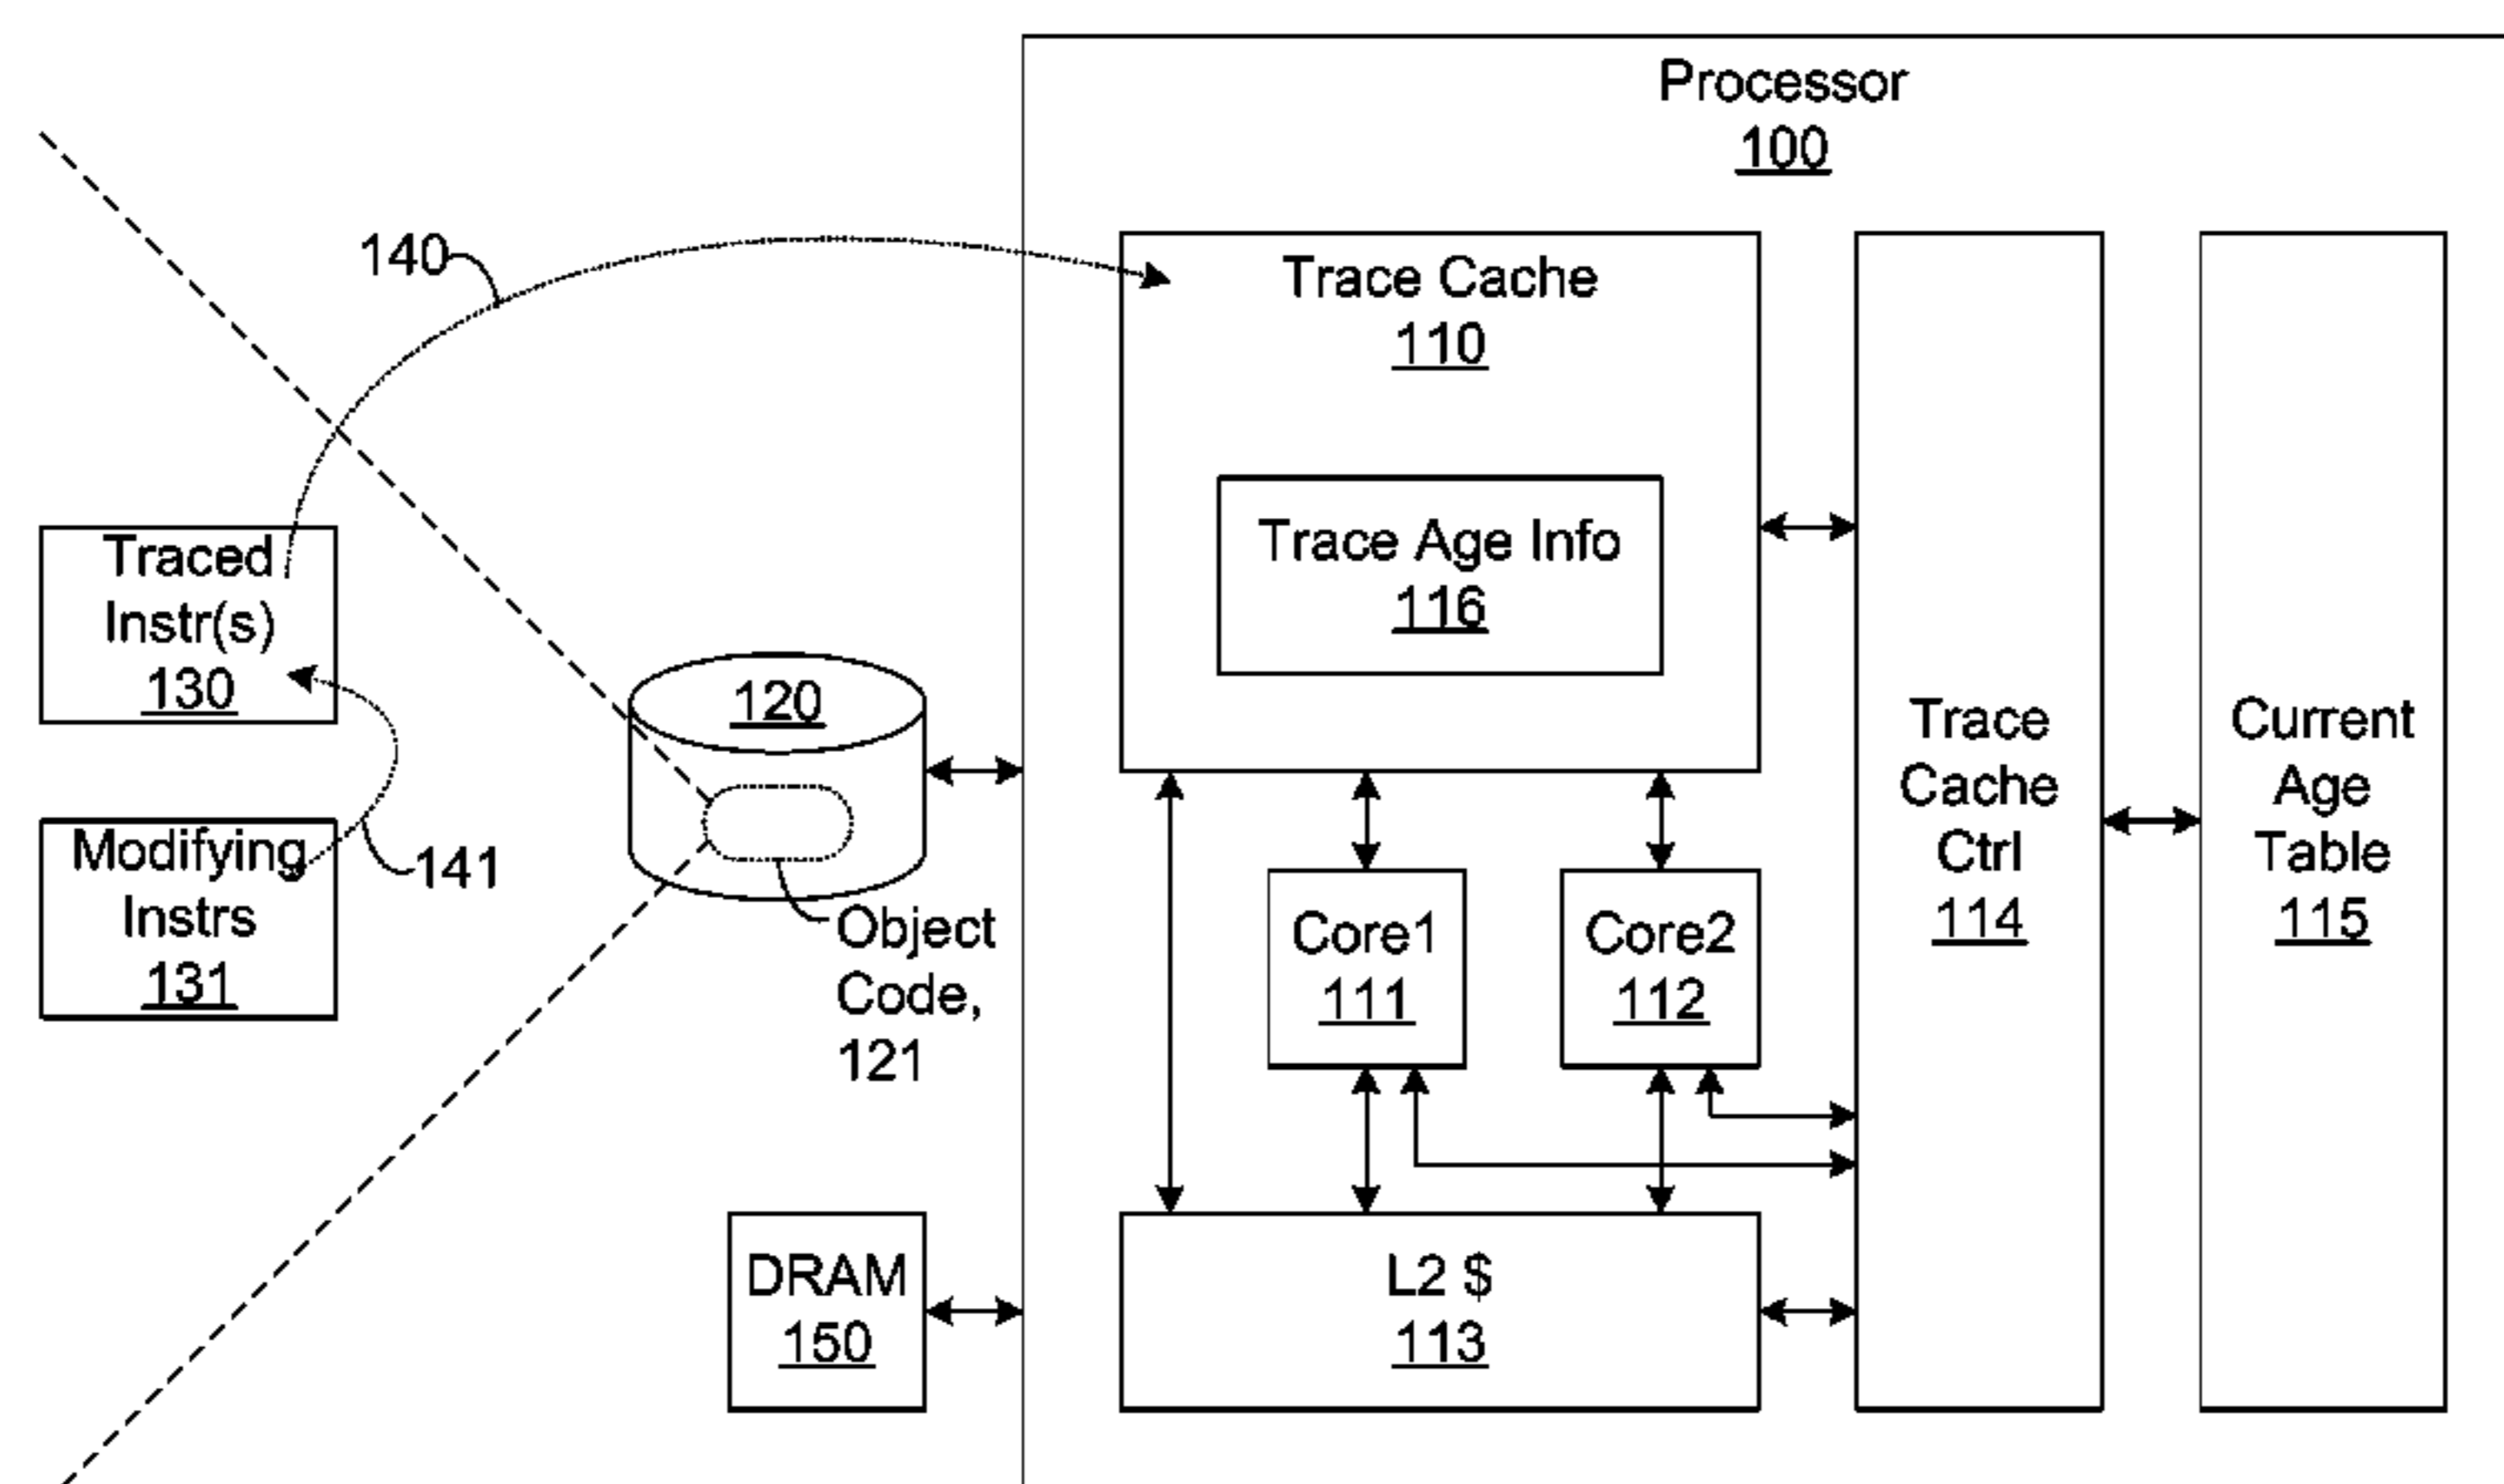 Processor
100
140
Trace Cache
110
Trace Age Info
116
Traced
Instr(s)
130
120
Modifying
Instrs
131
141
Object
Code,
121
Core1
111
Core2
112
Trace
Cache
Ctrl
114
Current
Age
Table
115
DRAM
150
L2 $
113